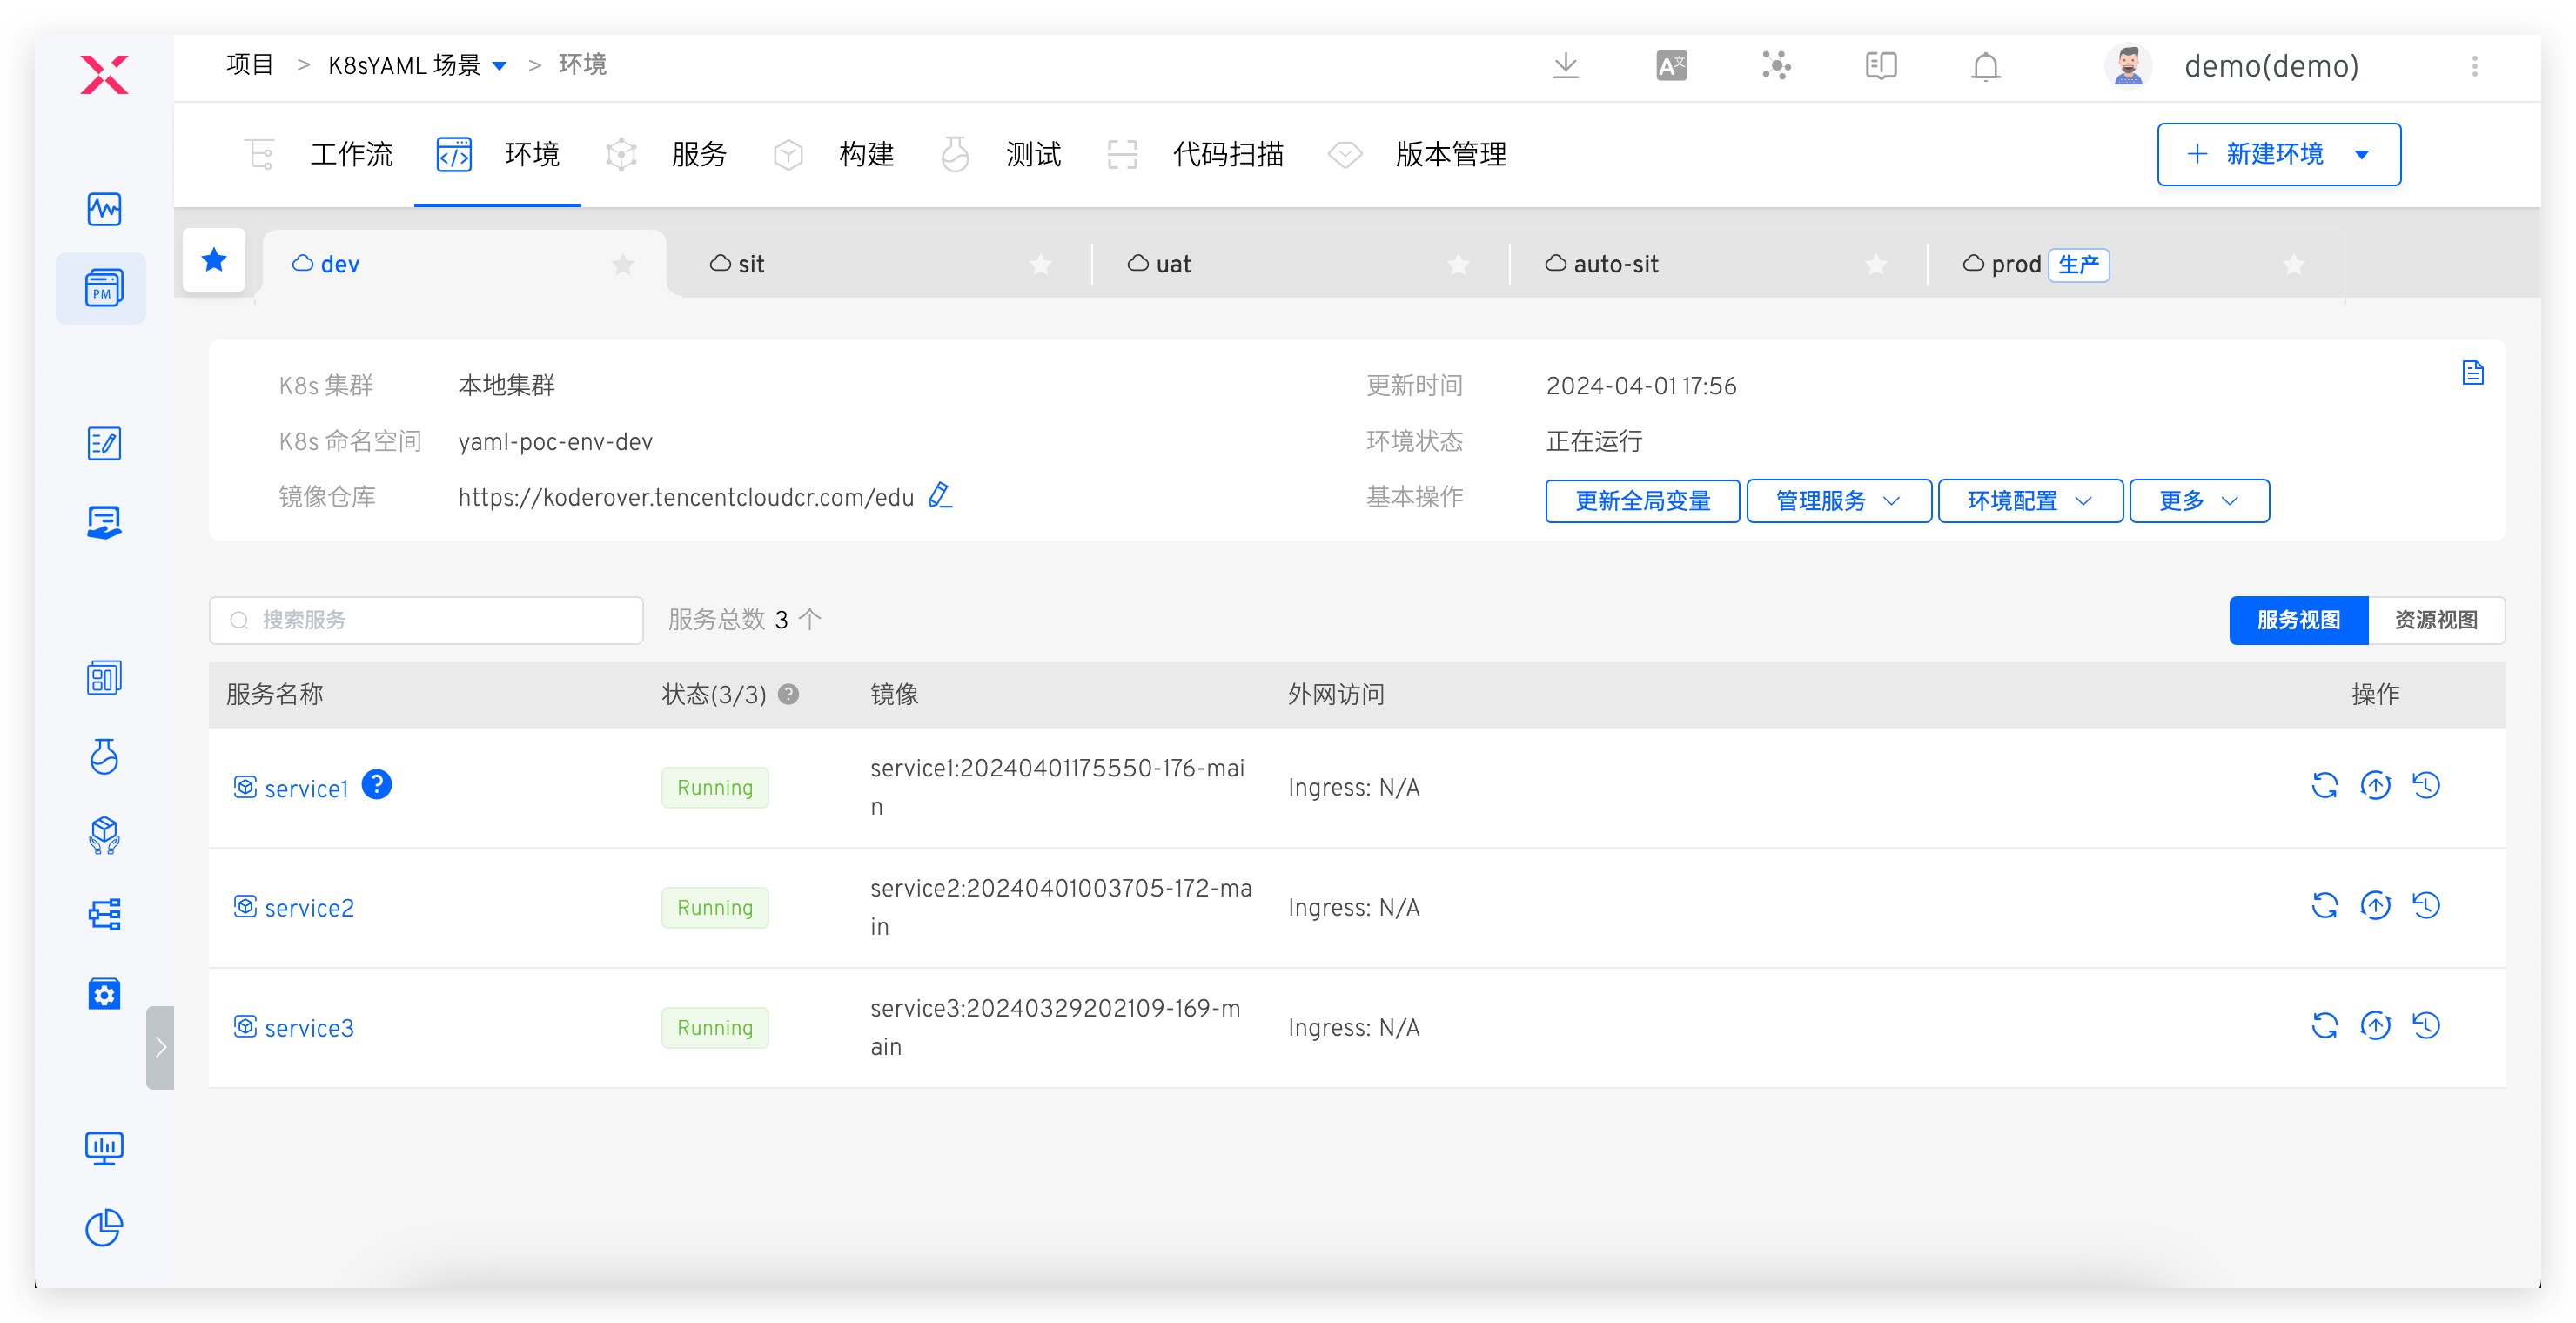 项目 > K8sYAML 场景 > 环境
demo(demo)
工作流 环境 服务 构建 测试 代码扫描 版本管理
新建环境
dev sit uat auto-sit prod 生产
PM
K8s 集群 本地集群 更新时间 2024-04-01 17:56
K8s 命名空间 yaml-poc-env-dev 环境状态 正在运行
镜像仓库 https://koderover.tencentcloudcr.com/edu 基本操作 更新全局变量 管理服务 环境配置 更多
搜索服务 服务总数 3 个 服务视图 资源视图
服务名称 状态(3/3) 镜像 外网访问 操作
service1 Running service1:20240401175550-176-mai Ingress: N/A
n
service2 Running service2:20240401003705-172-ma Ingress: N/A
in
service3 Running service3:20240329202109-169-m Ingress: N/A
ain